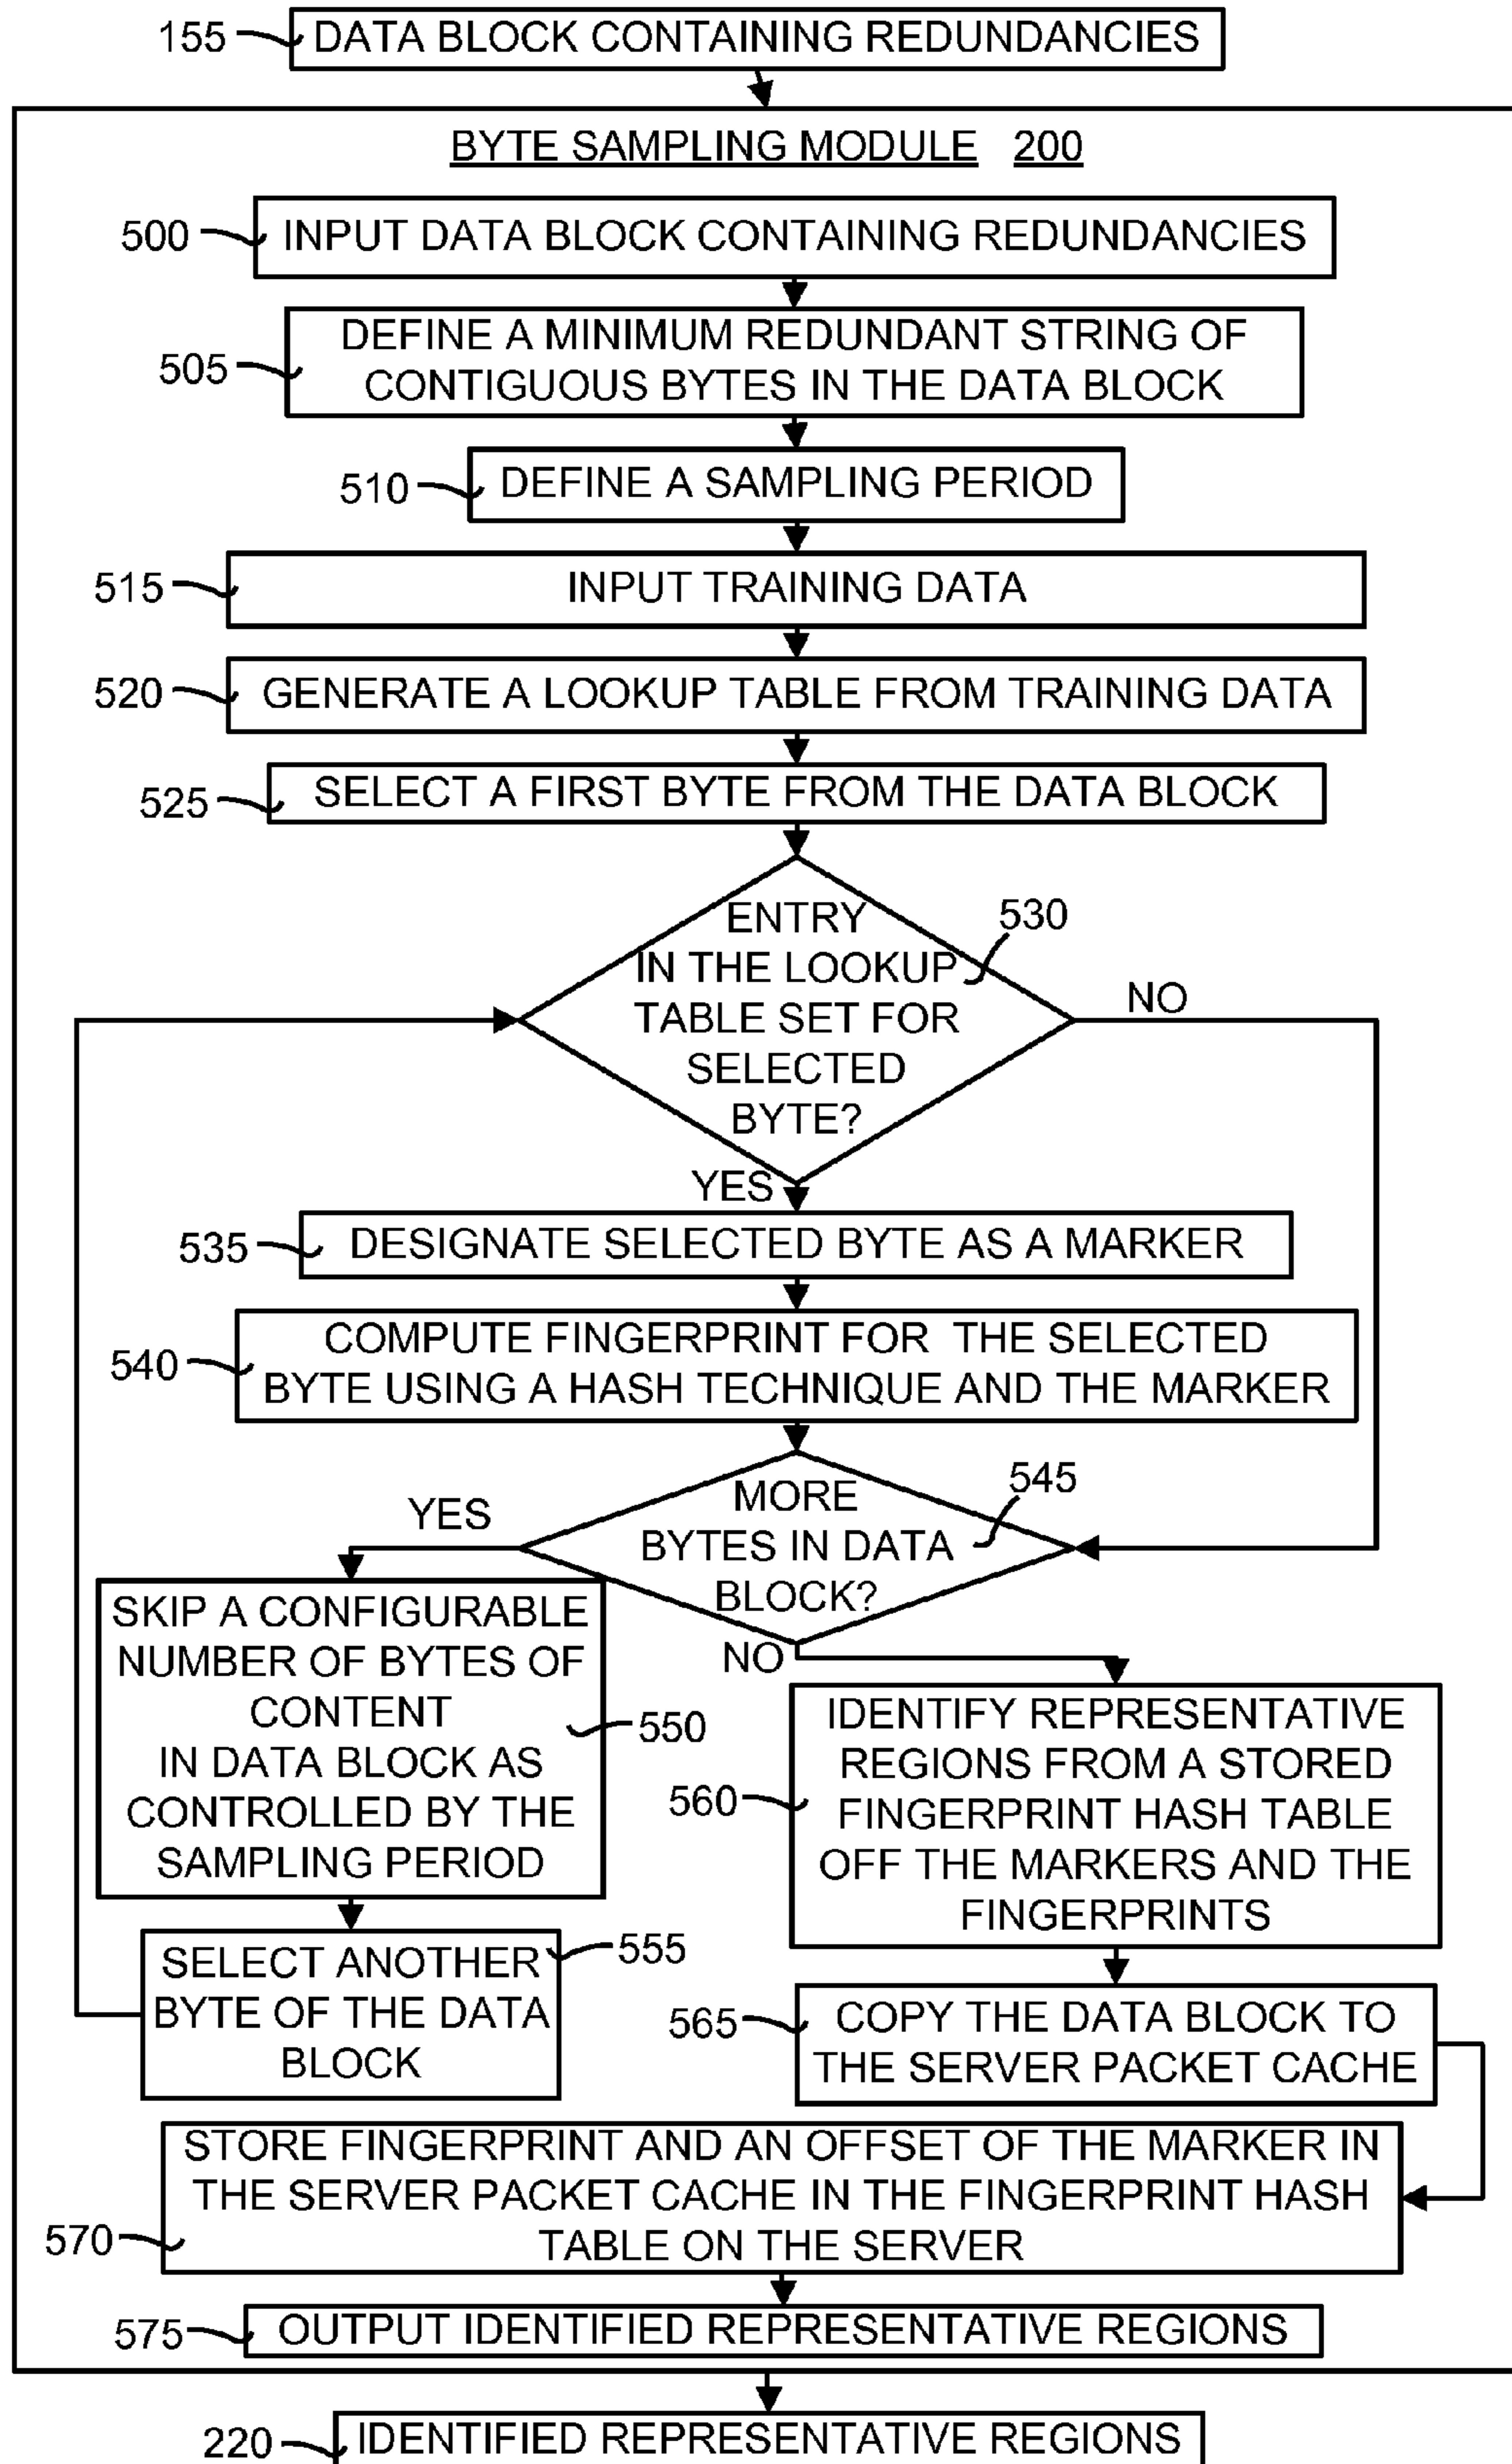 155 DATA BLOCK CONTAINING REDUNDANCIES
BYTE SAMPLING MODULE 200
500 INPUT DATA BLOCK CONTAINING REDUNDANCIES
505
DEFINE A MINIMUM REDUNDANT STRING OF
CONTIGUOUS BYTES IN THE DATA BLOCK
510 DEFINE A SAMPLING PERIOD
515 INPUT TRAINING DATA
520 GENERATE A LOOKUP TABLE FROM TRAINING DATA
525 SELECT A FIRST BYTE FROM THE DATA BLOCK
ENTRY
IN THE LOOKUP
TABLE SET FOR
SELECTED
BYTE?
530
NO
YES
535 DESIGNATE SELECTED BYTE AS A MARKER
540
COMPUTE FINGERPRINT FOR THE SELECTED
BYTE USING A HASH TECHNIQUE AND THE MARKER
MORE
BYTES IN DATA
BLOCK?
545
YES
NO
SKIP A CONFIGURABLE
NUMBER OF BYTES OF
CONTENT
IN DATA BLOCK AS
CONTROLLED BY THE
SAMPLING PERIOD
550
SELECT ANOTHER
BYTE OF THE DATA
BLOCK
555
560
IDENTIFY REPRESENTATIVE
REGIONS FROM A STORED
FINGERPRINT HASH TABLE
OFF THE MARKERS AND THE
FINGERPRINTS
565
COPY THE DATA BLOCK TO
THE SERVER PACKET CACHE
570
STORE FINGERPRINT AND AN OFFSET OF THE MARKER IN
THE SERVER PACKET CACHE IN THE FINGERPRINT HASH
TABLE ON THE SERVER
575 OUTPUT IDENTIFIED REPRESENTATIVE REGIONS
220 IDENTIFIED REPRESENTATIVE REGIONS